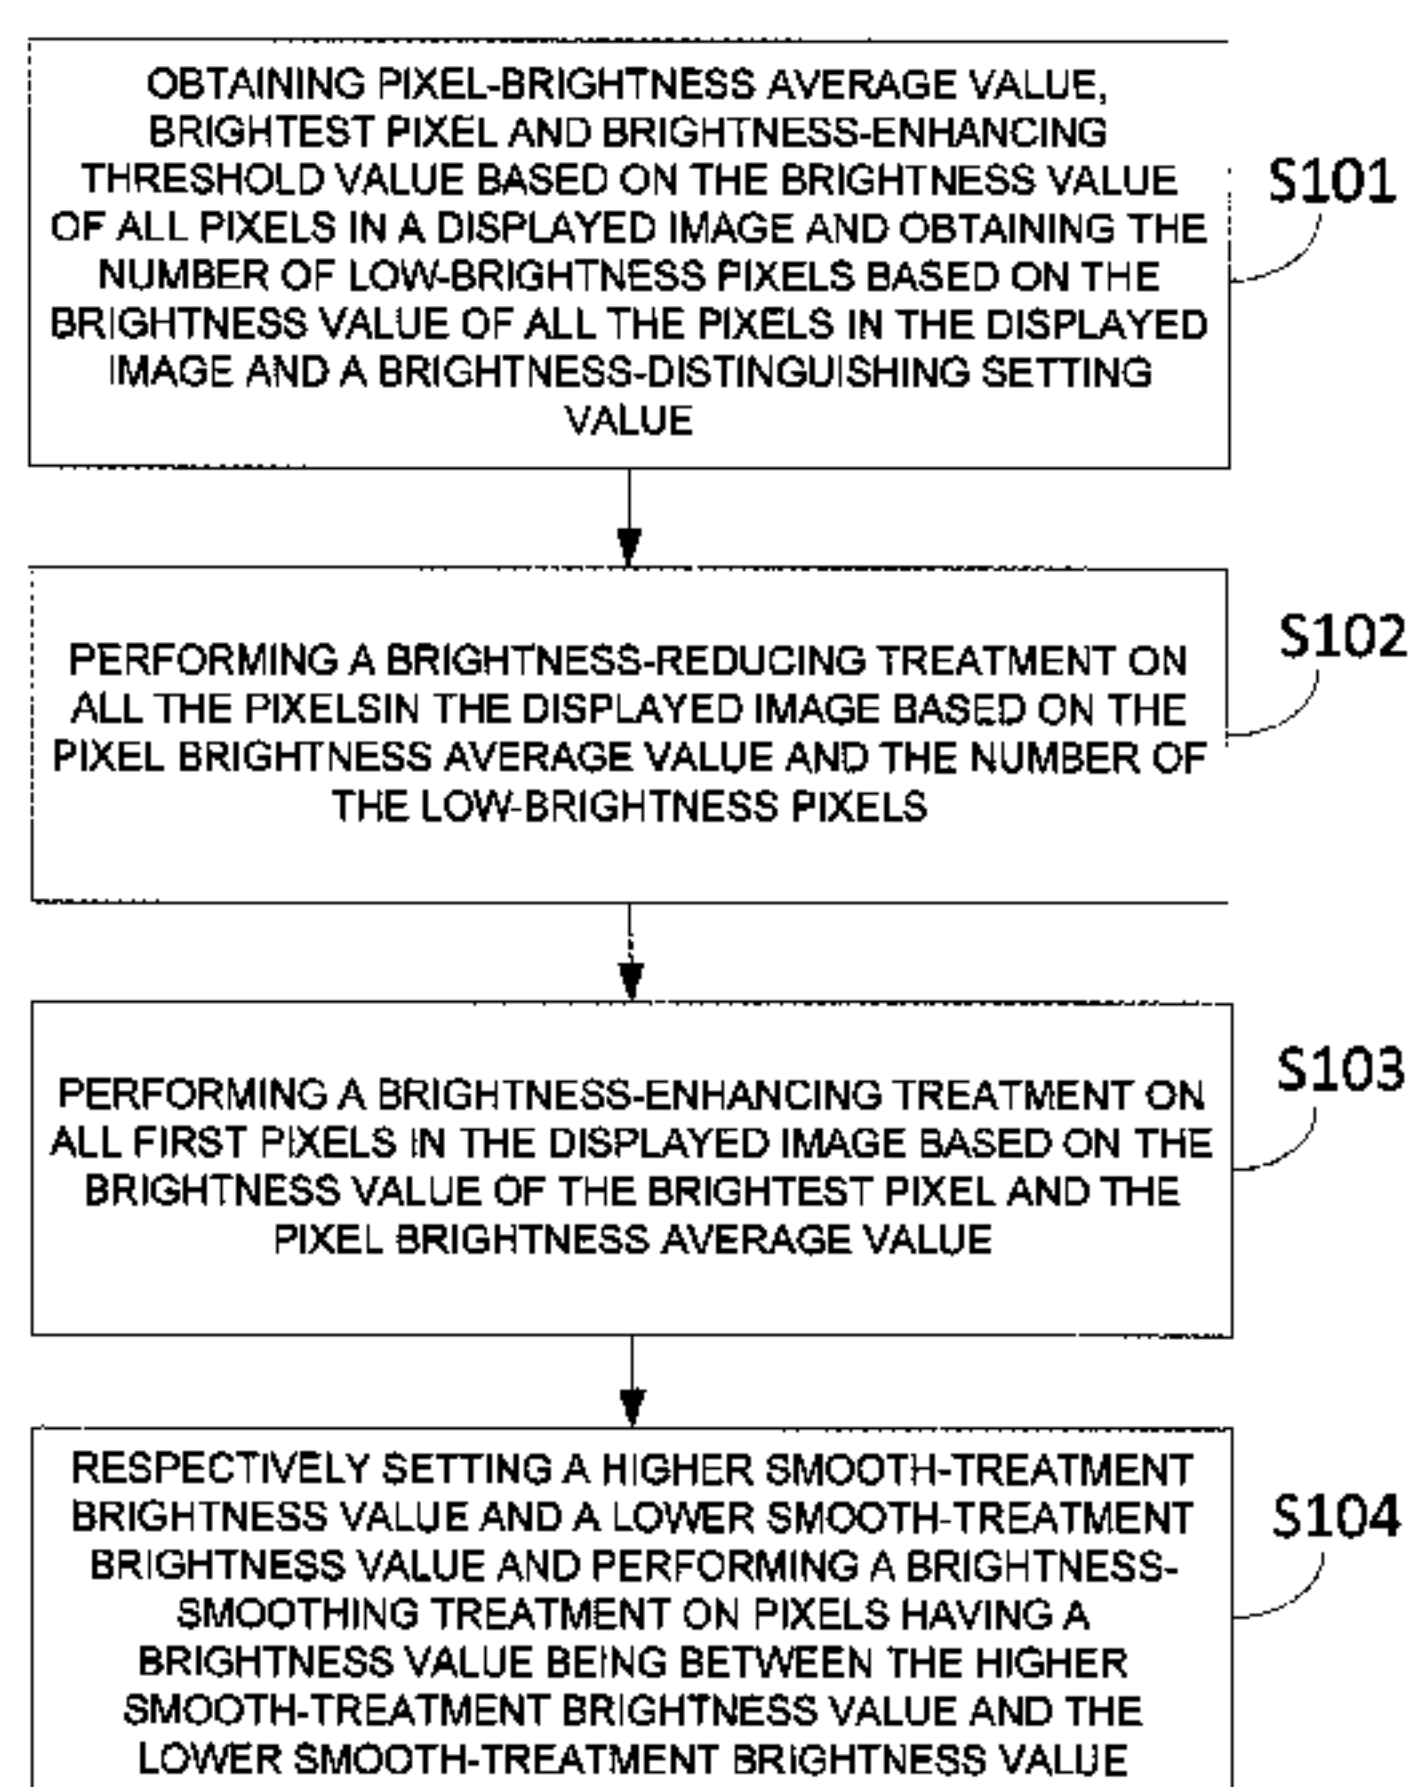 OBTAINING PIXEL-BRIGHTNESS AVERAGE VALUE,
BRIGHTEST PIXEL AND BRIGHTNESS-ENHANCING
THRESHOLD VALUE BASED ON THE BRIGHTNESS VALUE
OF ALL PIXELS IN A DISPLAYED IMAGE AND OBTAINING THE
NUMBER OF LOW-BRIGHTNESS PIXELS BASED ON THE
BRIGHTNESS VALUE OF ALL THE PIXELS IN THE DISPLAYED
IMAGE AND A BRIGHTNESS-DISTINGUISHING SETTING
VALUE
S101
PERFORMING A BRIGHTNESS-REDUCING TREATMENT ON
ALL THE PIXELSIN THE DISPLAYED IMAGE BASED ON THE
PIXEL BRIGHTNESS AVERAGE VALUE AND THE NUMBER OF
THE LOW-BRIGHTNESS PIXELS
S102
PERFORMING A BRIGHTNESS-ENHANCING TREATMENT ON
ALL FIRST PIXELS IN THE DISPLAYED IMAGE BASED ON THE
BRIGHTNESS VALUE OF THE BRIGHTEST PIXEL AND THE
PIXEL BRIGHTNESS AVERAGE VALUE
S103
RESPECTIVELY SETTING A HIGHER SMOOTH-TREATMENT
BRIGHTNESS VALUE AND A LOWER SMOOTH-TREATMENT
BRIGHTNESS VALUE AND PERFORMING A BRIGHTNESS-
SMOOTHING TREATMENT ON PIXELS HAVING A
BRIGHTNESS VALUE BEING BETWEEN THE HIGHER
SMOOTH-TREATMENT BRIGHTNESS VALUE AND THE
LOWER SMOOTH-TREATMENT BRIGHTNESS VALUE
S104